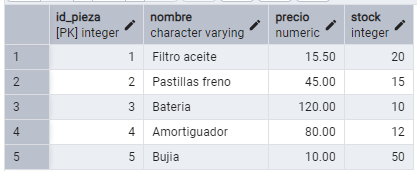 id_pieza nombre precio stock
[PK] integer character varying numeric integer
1 1 Filtro aceite 15.50 20
2 2 Pastillas freno 45.00 15
3 3 Bateria 120.00 10
4 4 Amortiguador 80.00 12
5 5 Bujia 10.00 50